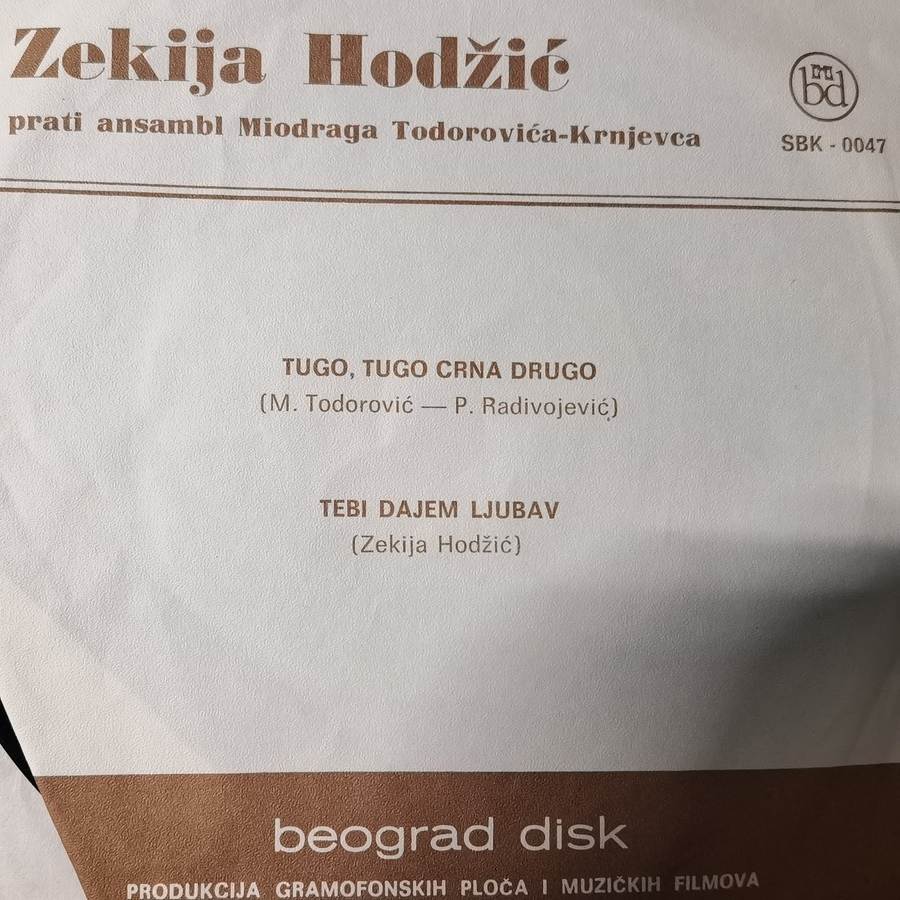 Zekija Hodžić
prati ansambl Miodraga Todorovića-Krnjevca
bd
SBK - 0047
TUGO, TUGO CRNA DRUGO
(M. Todorović — P. Radivojević)
TEBI DAJEM LJUBAV
(Zekija Hodžić)
beograd disk
PRODUKCIJA GRAMOFONSKIH PLOČA I MUZIČKIH FILMOVA